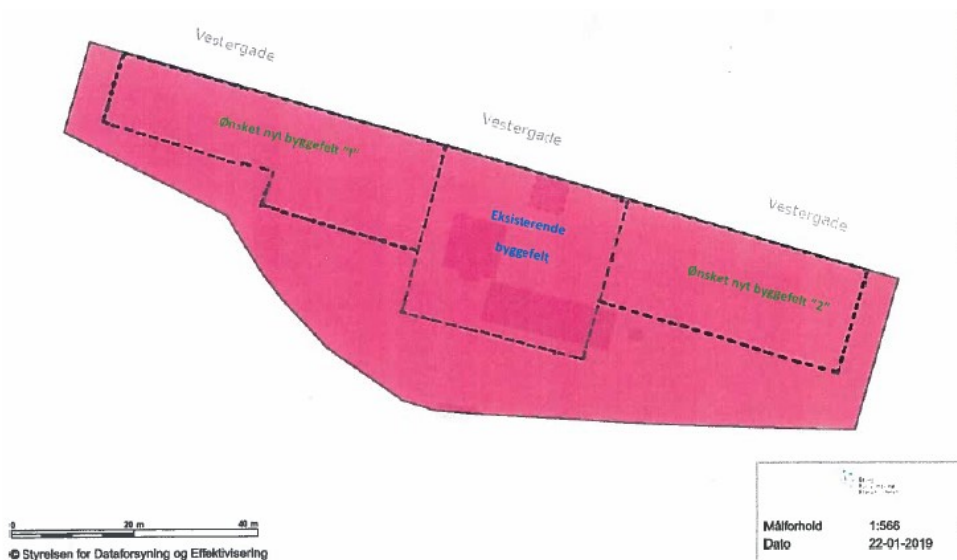 Vestergade
Vestergade
Vestergade
Ønsket nyt byggefelt "1"
Eksisterende
byggefelt
Ønsket nyt byggefelt "2"
0 20 m 40 m
© Styrelsen for Dataforsyning og Effektivisering
Målforhold 1:566
Dato 22-01-2019